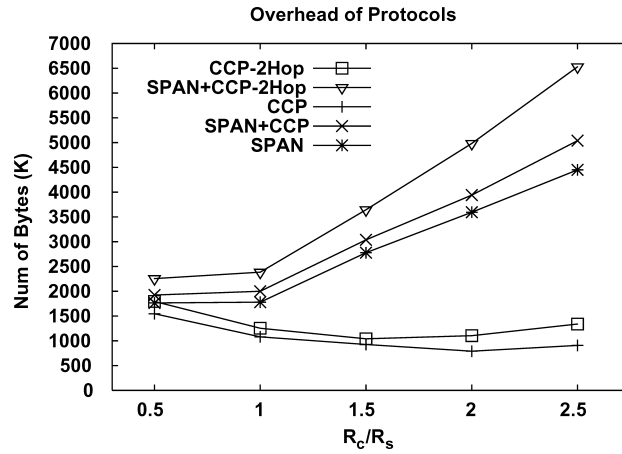 Overhead of Protocols
7000
6500
6000
5500
5000
4500
4000
3500
3000
2500
2000
1500
1000
500
0
Num of Bytes (K)
CCP-2Hop
SPAN+CCP-2Hop
CCP
SPAN+CCP
SPAN
0.5 1 1.5 2 2.5
Rc/Rs